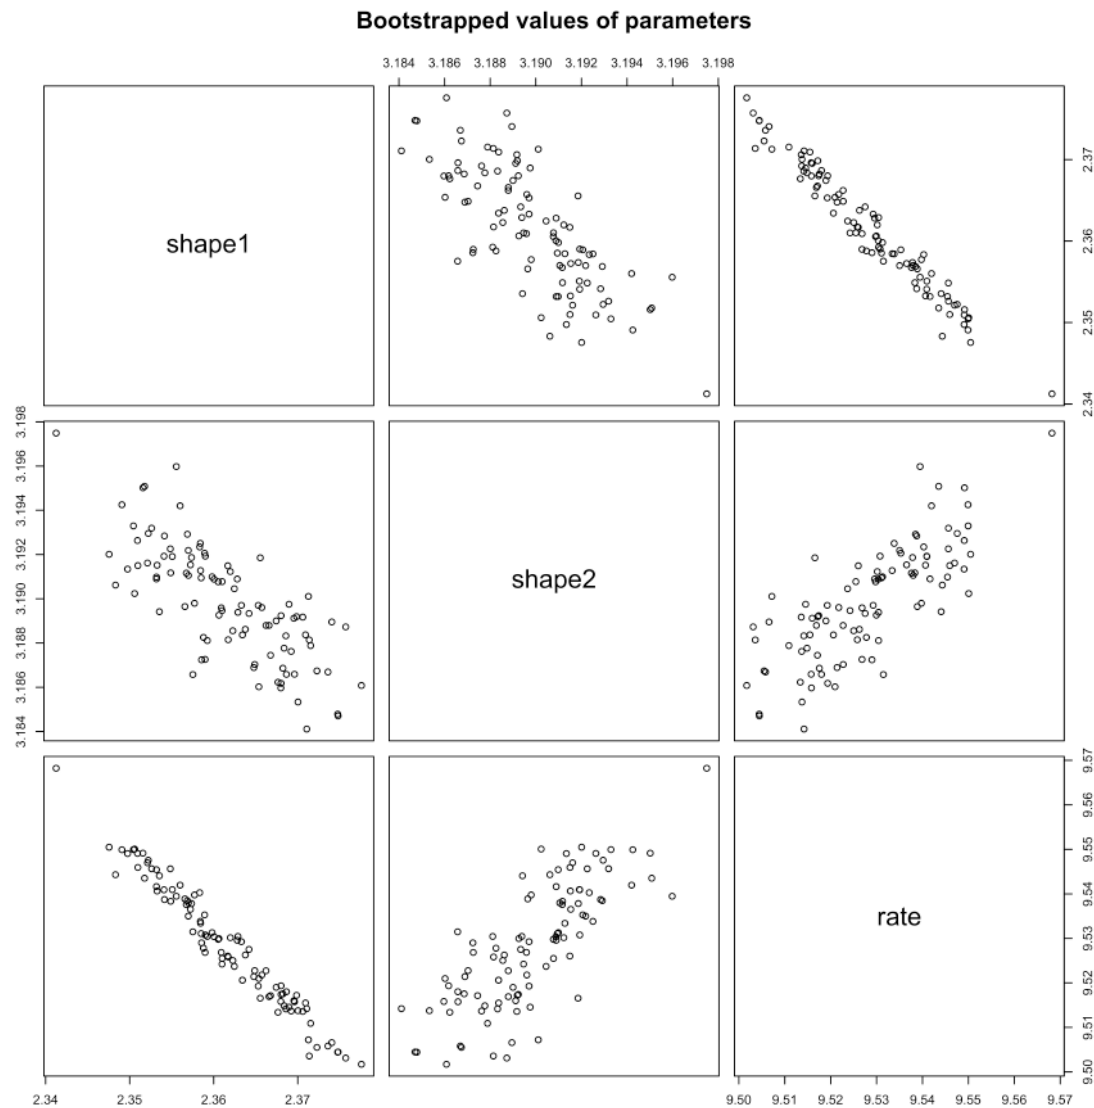 Bootstrapped values of parameters
3.184 3.186 3.188 3.190 3.192 3.194 3.196 3.198
shape1
2.34 2.35 2.36 2.37
3.184 3.186 3.188 3.190 3.192 3.194 3.196 3.198
shape2
rate
9.50 9.51 9.52 9.53 9.54 9.55 9.56 9.57
2.34 2.35 2.36 2.37
9.50 9.51 9.52 9.53 9.54 9.55 9.56 9.57